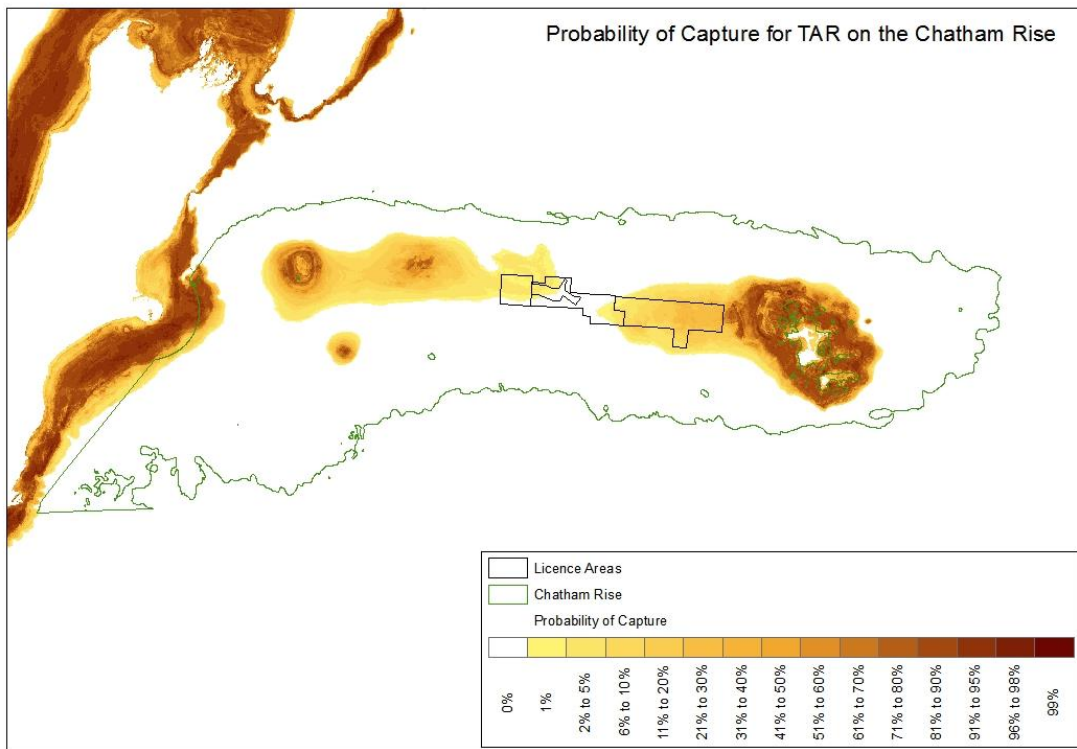 Probability of Capture for TAR on the Chatham Rise
Licence Areas
Chatham Rise
Probability of Capture
0%
1%
2% to 5%
6% to 10%
11% to 20%
21% to 30%
31% to 40%
41% to 50%
51% to 60%
61% to 70%
71% to 80%
81% to 90%
91% to 95%
96% to 98%
99%